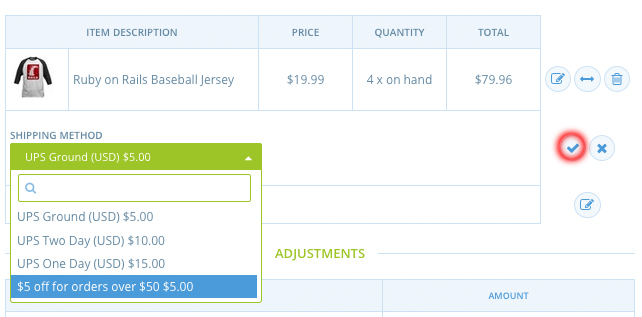 ITEM DESCRIPTION PRICE QUANTITY TOTAL
Ruby on Rails Baseball Jersey $19.99 4 x on hand $79.96
SHIPPING METHOD
UPS Ground (USD) $5.00
UPS Ground (USD) $5.00
UPS Two Day (USD) $10.00
UPS One Day (USD) $15.00
$5 off for orders over $50 $5.00
ADJUSTMENTS
AMOUNT